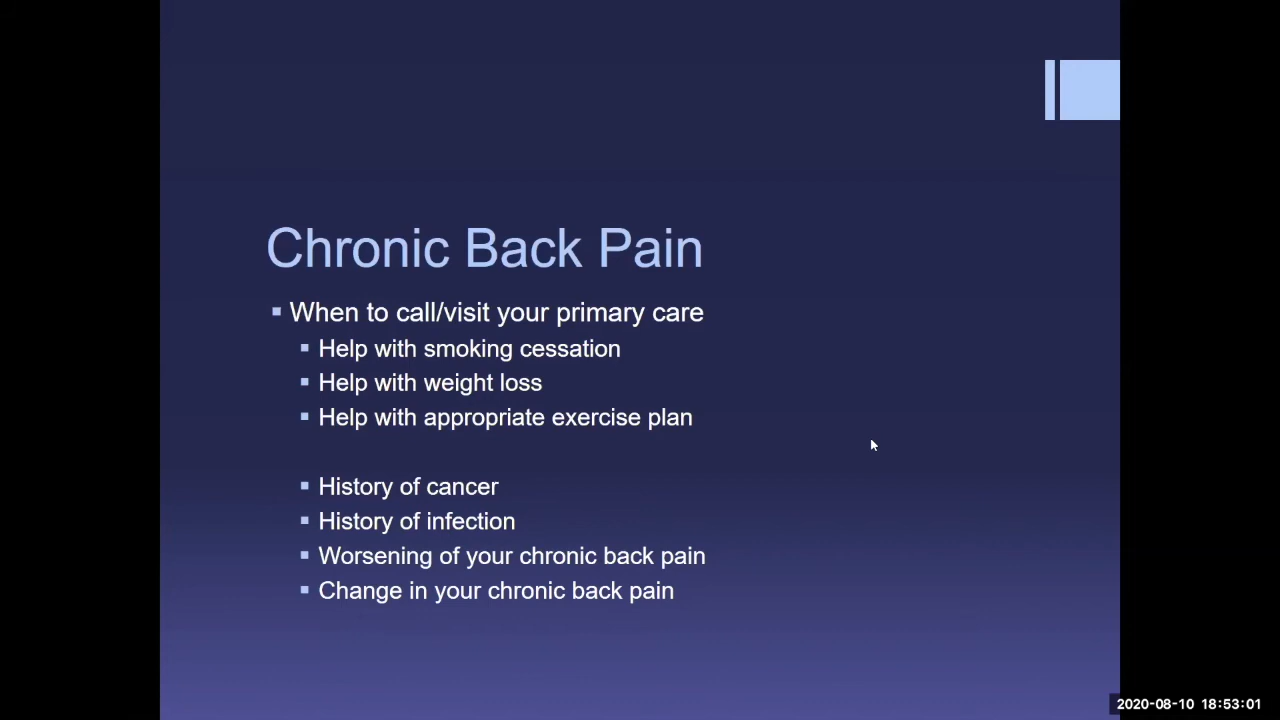 Chronic Back Pain
When to call/visit your primary care
Help with smoking cessation
Help with weight loss
Help with appropriate exercise plan
History of cancer
History of infection
Worsening of your chronic back pain
Change in your chronic back pain
2020-08-10 18:53:01